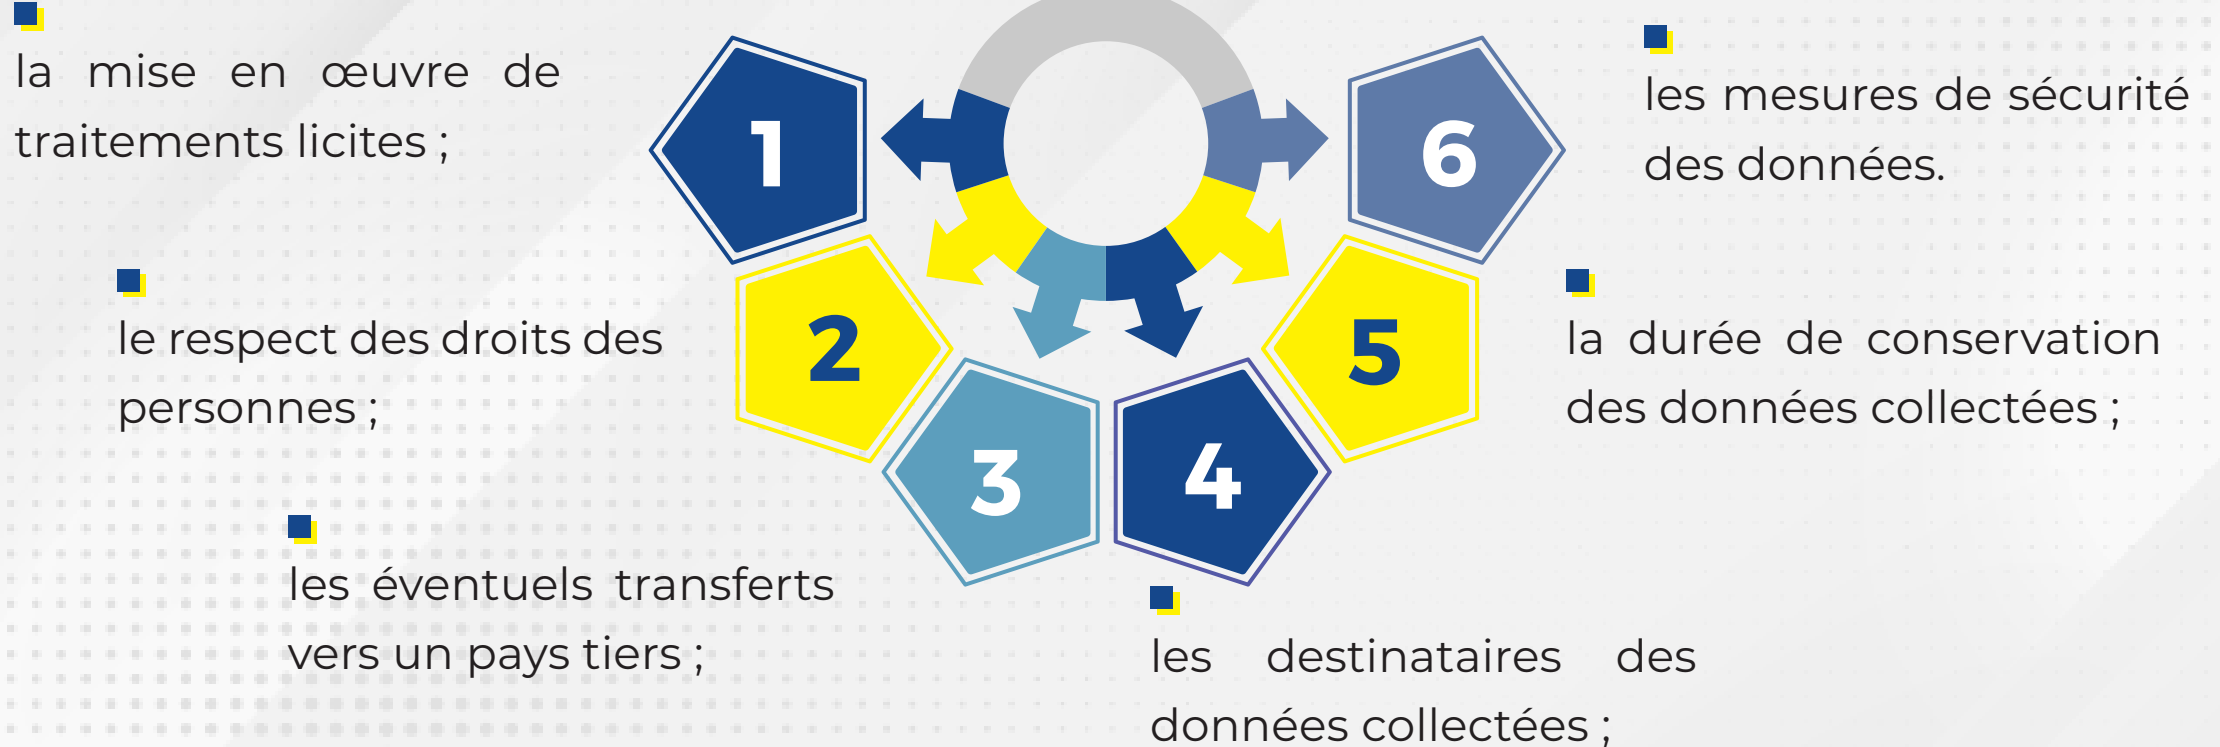 la mise en œuvre de
traitements licites ;
1
le respect des droits des
personnes ;
2
les éventuels transferts
vers un pays tiers ;
3
4
les destinataires des
données collectées ;
5
la durée de conservation
des données collectées ;
6
les mesures de sécurité
des données.